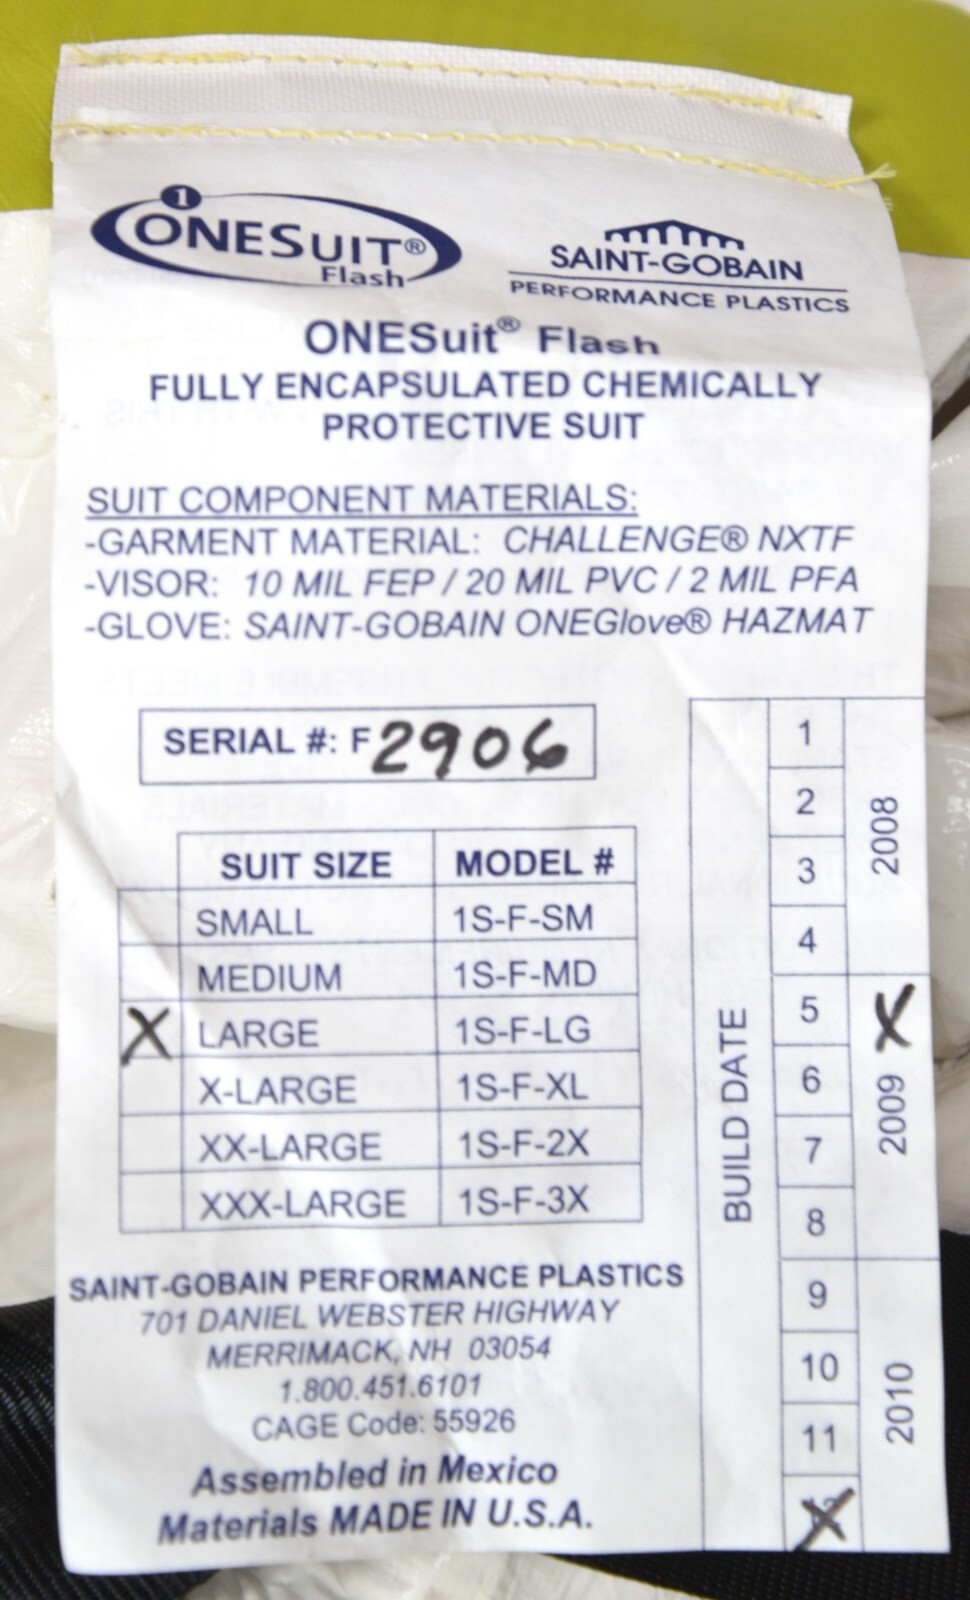 1
ONESUIT®
Flash
SAINT-GOBAIN
PERFORMANCE PLASTICS
ONESuit® Flash
FULLY ENCAPSULATED CHEMICALLY
PROTECTIVE SUIT
SUIT COMPONENT MATERIALS:
-GARMENT MATERIAL: CHALLENGE® NXTF
-VISOR: 10 MIL FEP / 20 MIL PVC / 2 MIL PFA
-GLOVE: SAINT-GOBAIN ONEGlove® HAZMAT
SERIAL #: F 2906
SUIT SIZE MODEL #
SMALL 1S-F-SM
MEDIUM 1S-F-MD
X LARGE 1S-F-LG
X-LARGE 1S-F-XL
XX-LARGE 1S-F-2X
XXX-LARGE 1S-F-3X
BUILD DATE
1
2
3
4
5
6
7
8
9
10
11
12 X
2008
2009 X
2010
SAINT-GOBAIN PERFORMANCE PLASTICS
701 DANIEL WEBSTER HIGHWAY
MERRIMACK, NH 03054
1.800.451.6101
CAGE Code: 55926
Assembled in Mexico
Materials MADE IN U.S.A.